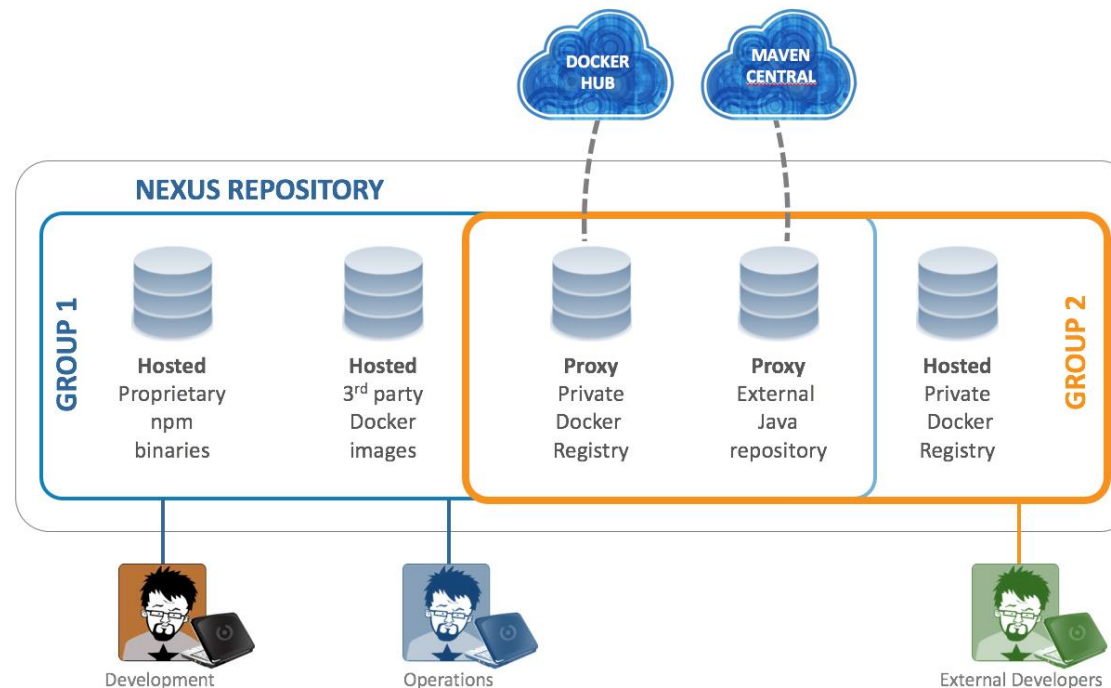 DOCKER
HUB
MAVEN
CENTRAL
NEXUS REPOSITORY
GROUP 1
Hosted
Proprietary
npm
binaries
Hosted
3rd party
Docker
images
Proxy
Private
Docker
Registry
Proxy
External
Java
repository
Hosted
Private
Docker
Registry
GROUP 2
Development
Operations
External Developers